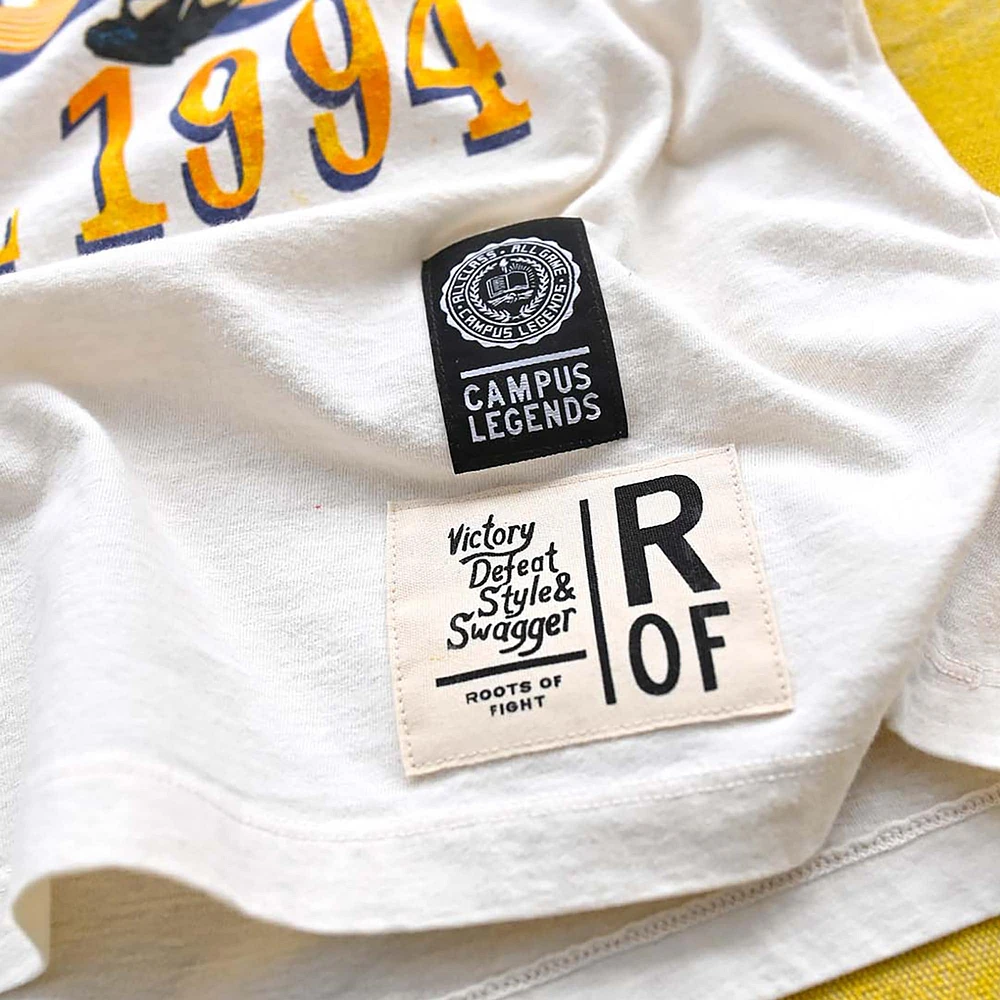 1994
ALL CLASS · ALL GAME
· CAMPUS LEGENDS ·
CAMPUS
LEGENDS
Victory
Defeat
Style&
Swagger
ROOTS OF
FIGHT
R
OF